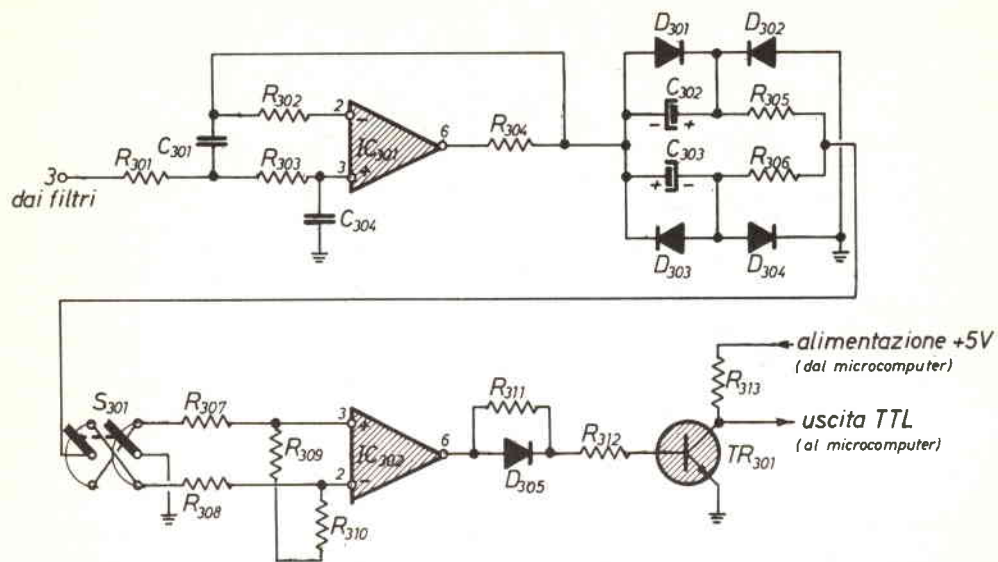 D301
D302
R302
2
C302
R305
- +
C301
IC301
6
R304
C303
R306
3
R301
R303
3
+ -
dai filtri
C304
D303
D304
alimentazione +5V
(dal microcomputer)
S301
R307
R311
R313
3
uscita TTL
R309
IC302
6
R312
(al microcomputer)
2
D305
TR301
R308
R310